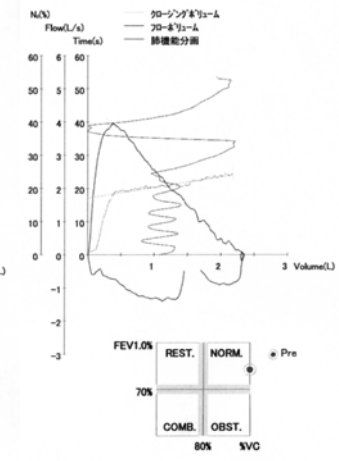 N₂(%)
Flow(L/s)
Time(s)
クロージングボリューム
フローボリューム
肺機能分画
60 6 60
50 5 50
40 4 40
30 3 30
20 2 20
10 1 10
0 0 0
1 2 3 Volume(L)
L)
-1
-2
-3
FEV1.0%
REST. NORM.
Pre
70%
COMB. OBST.
80% %VC